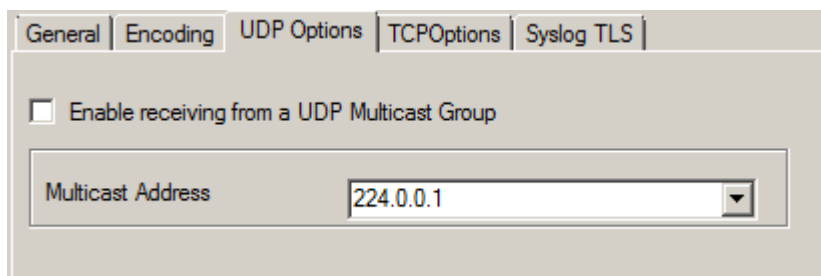 General Encoding UDP Options TCPOptions Syslog TLS
Enable receiving from a UDP Multicast Group
Multicast Address 224.0.0.1